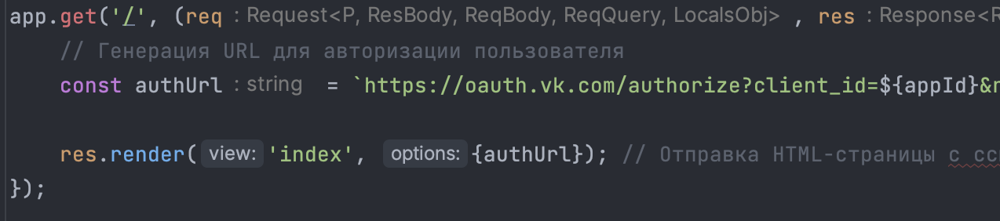 app.get('/', (req : Request<P, ResBody, ReqBody, ReqQuery, LocalsObj> , res : Response<R
// Генерация URL для авторизации пользователя
const authUrl : string = `https://oauth.vk.com/authorize?client_id=${appId}&r
res.render( view: 'index', options: {authUrl}); // Отправка HTML-страницы с сс
});